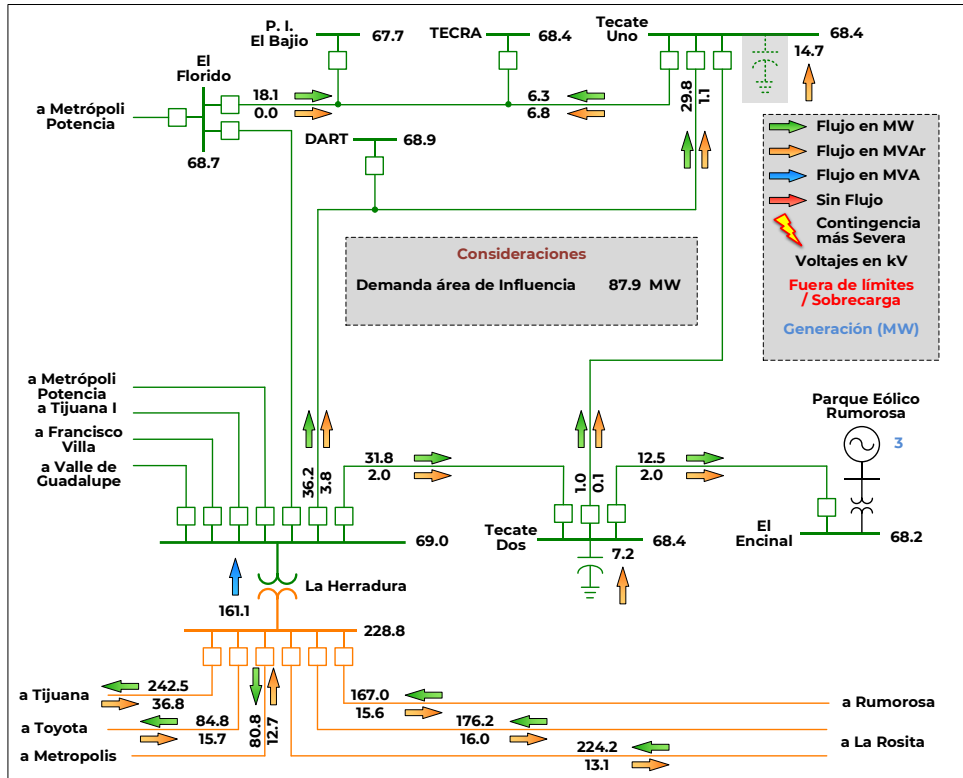 P. I.
El Bajio
67.7
TECRA
68.4
Tecate
Uno
68.4
14.7
El
Florido
18.1
0.0
6.3
6.8
29.8
1.1
a Metrópoli
Potencia
68.7
DART
68.9
Flujo en MW
Flujo en MVAr
Flujo en MVA
Sin Flujo
Contingencia
más Severa
Voltajes en kV
Fuera de límites
/ Sobrecarga
Generación (MW)
Consideraciones
Demanda área de Influencia 87.9 MW
a Metrópoli
Potencia
a Tijuana I
a Francisco
Villa
a Valle de
Guadalupe
36.2
3.8
31.8
2.0
1.0
0.1
12.5
2.0
Parque Eólico
Rumorosa
3
69.0
Tecate
Dos
68.4
7.2
El
Encinal
68.2
La Herradura
161.1
228.8
a Tijuana
242.5
36.8
a Toyota
84.8
15.7
a Metropolis
80.8
12.7
167.0
15.6
a Rumorosa
176.2
16.0
a La Rosita
224.2
13.1